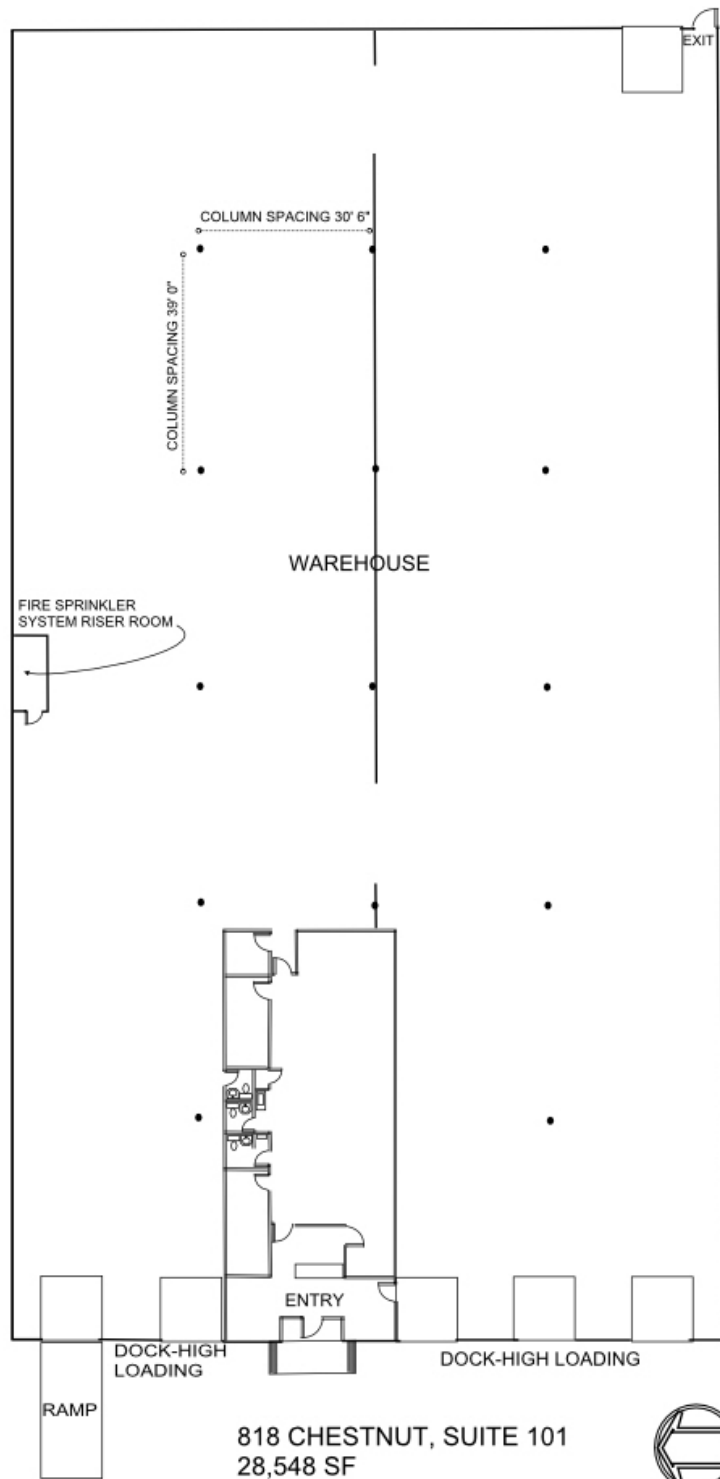 EXIT
COLUMN SPACING 30' 6"
COLUMN SPACING 39' 0"
WAREHOUSE
FIRE SPRINKLER
SYSTEM RISER ROOM
ENTRY
DOCK-HIGH
LOADING
DOCK-HIGH LOADING
RAMP
818 CHESTNUT, SUITE 101
28,548 SF